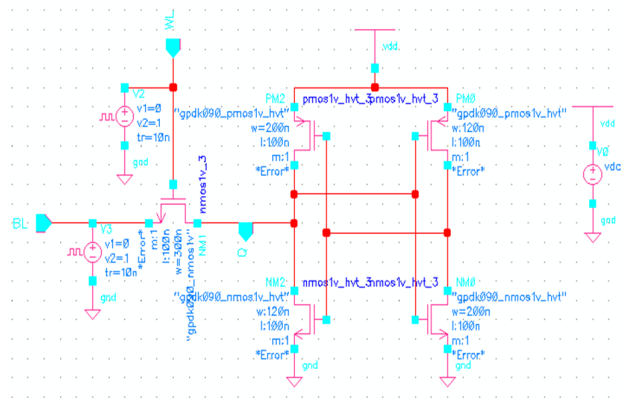 WL
vdd
V2
v1=0
v2=.1
tr=10n
gnd
PM2
pmos1v_hvt_3
pmos1v_hvt_3
PM0
"gpdk090_pmos1v_hvt"
w=200n
l:100n
m:1
*Error*
"gpdk090_pmos1v_hvt"
w:120n
l:100n
m:1
*Error*
vdd
V0
vdc
gnd
nmos1v_3
BL
V3
v1=0
v2=.1
tr=10n
gnd
*Error*
m:1
l:100n
w=300n
"gpdk090_nmos1v"
NM1
Q
NM2
nmos1v_hvt_3
nmos1v_hvt_3
NM0
"gpdk090_nmos1v_hvt"
w:120n
l:100n
m:1
*Error*
gnd
"gpdk090_nmos1v_hvt"
w=200n
l:100n
m:1
*Error*
gnd